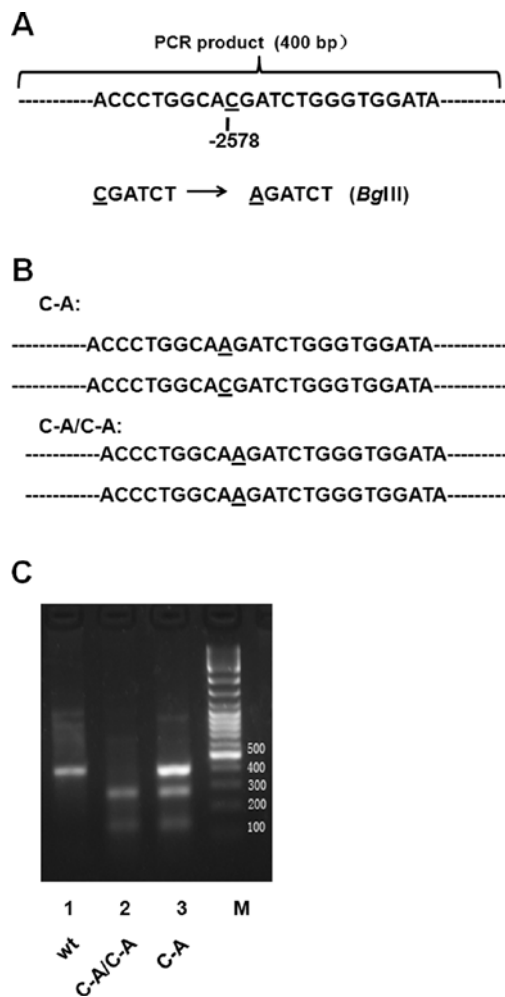 A
PCR product (400 bp）
-----------ACCCTGGCACGATCTGGGTGGATA---------
-2578
CGATCT → AGATCT (BglII)
B
C-A:
-----------ACCCTGGCAAGATCTGGGTGGATA---------
-----------ACCCTGGCACGATCTGGGTGGATA---------
C-A/C-A:
-----------ACCCTGGCAAGATCTGGGTGGATA---------
-----------ACCCTGGCAAGATCTGGGTGGATA---------
C
500
400
300
200
100
1 2 3 M
wt C-A/C-A C-A